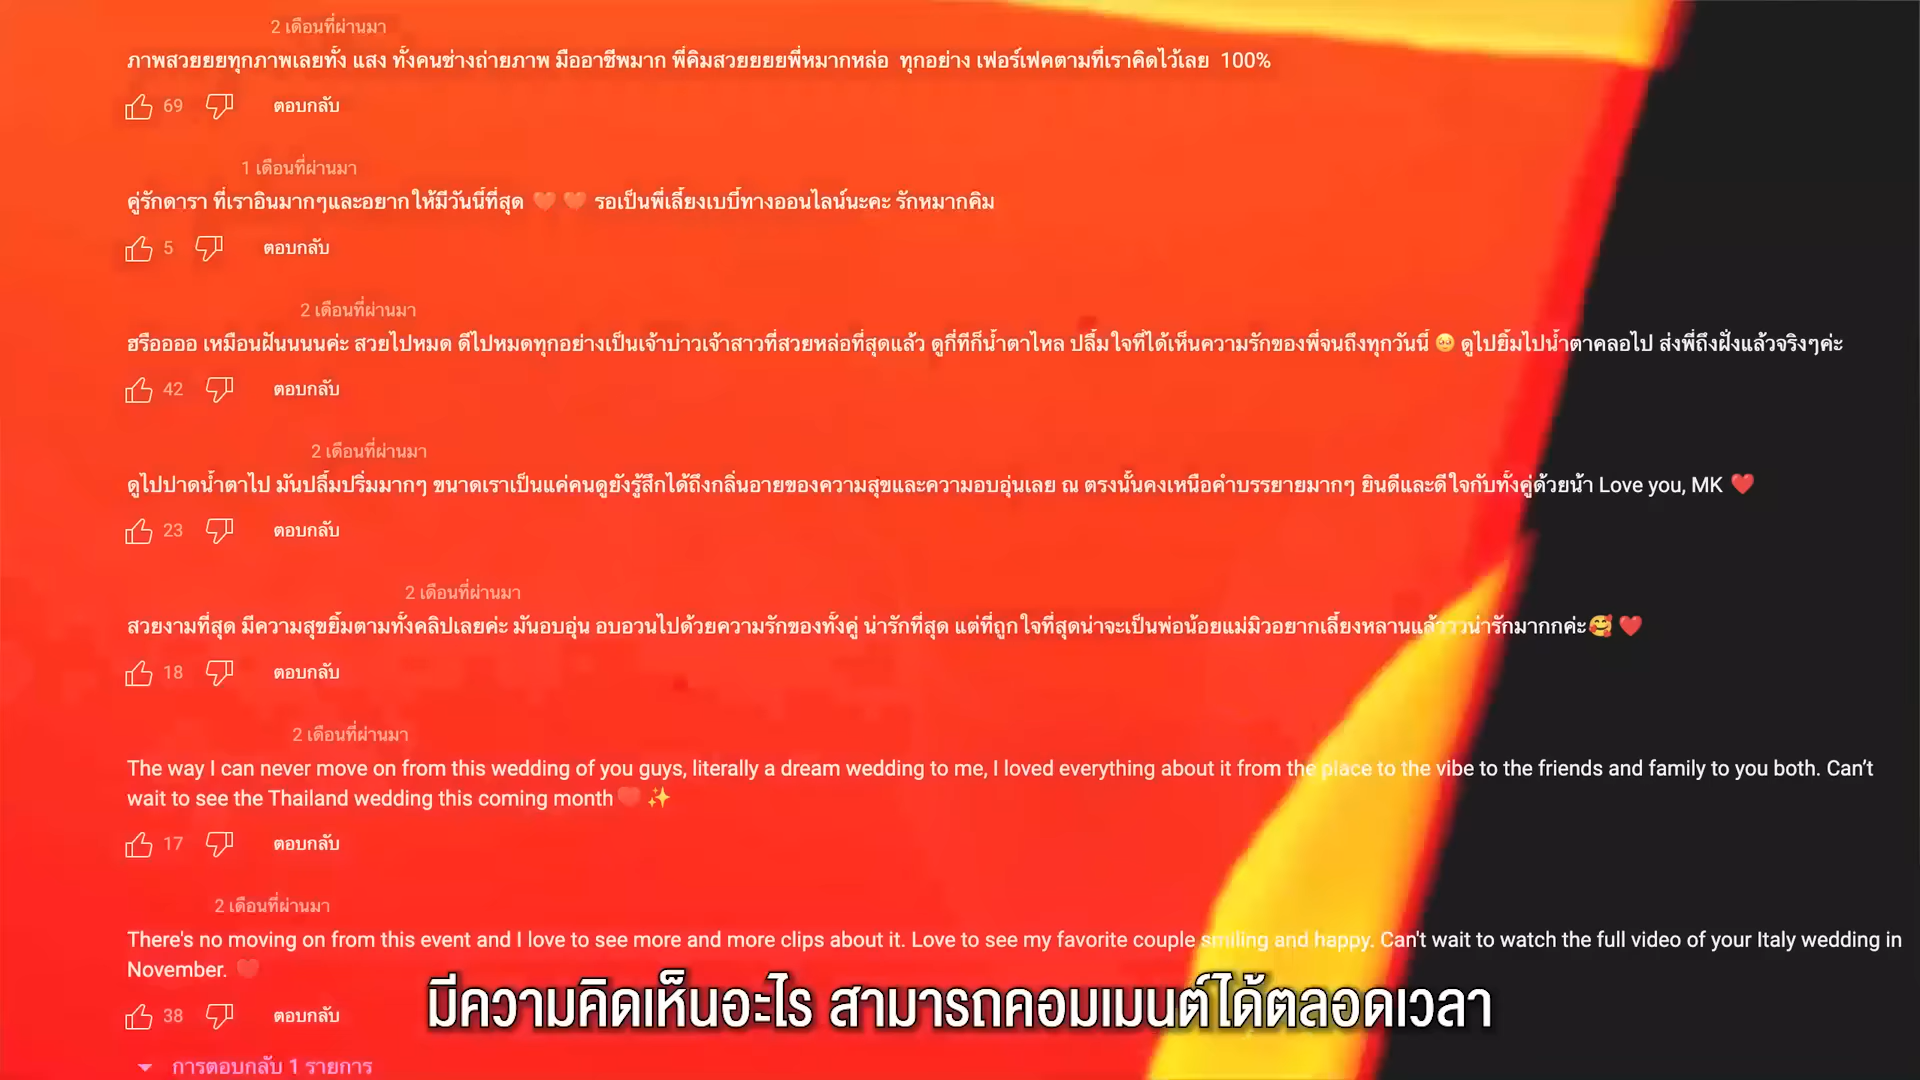 2 เดือนที่ผ่านมา
ภาพสวยยยทุกภาพเลยทั้ง แสง ทั้งคนช่างถ่ายภาพ มืออาชีพมาก พี่คิมสวยยยยพี่หมากหล่อ ทุกอย่าง เฟอร์เฟคตามที่เราคิดไว้เลย 100%
69 ตอบกลับ
1 เดือนที่ผ่านมา
คู่รักดารา ที่เราอินมากๆและอยากให้มีวันนี้ที่สุด 🧡 🧡 รอเป็นพี่เลี้ยงเบบี้ทางออนไลน์นะคะ รักหมากคิม
5 ตอบกลับ
2 เดือนที่ผ่านมา
ฮรืออออ เหมือนฝันนนนค่ะ สวยไปหมด ดีไปหมดทุกอย่างเป็นเจ้าบ่าวเจ้าสาวที่สวยหล่อที่สุดแล้ว ดูกี่ทีก็น้ำตาไหล ปลื้มใจที่ได้เห็นความรักของพี่จนถึงทุกวันนี้ 🥹 ดูไปยิ้มไปน้ำตาคลอไป ส่งพี่ถึงฝั่งแล้วจริงๆค่ะ
42 ตอบกลับ
2 เดือนที่ผ่านมา
ดูไปปาดน้ำตาไป มันปลื้มปริ่มมากๆ ขนาดเราเป็นแค่คนดูยังรู้สึกได้ถึงกลิ่นอายของความสุขและความอบอุ่นเลย ณ ตรงนั้นคงเหนือคำบรรยายมากๆ ยินดีและดีใจกับทั้งคู่ด้วยน้า Love you, MK ❤️
23 ตอบกลับ
2 เดือนที่ผ่านมา
สวยงามที่สุด มีความสุขยิ้มตามทั้งคลิปเลยค่ะ มันอบอุ่น อบอวนไปด้วยความรักของทั้งคู่ น่ารักที่สุด แต่ที่ถูกใจที่สุดน่าจะเป็นพ่อน้อยแม่มิวอยากเลี้ยงหลานแล้วววน่ารักมากกค่ะ🥰 ❤️
18 ตอบกลับ
2 เดือนที่ผ่านมา
The way I can never move on from this wedding of you guys, literally a dream wedding to me, I loved everything about it from the place to the vibe to the friends and family to you both. Can't
wait to see the Thailand wedding this coming month❤️ ✨
17 ตอบกลับ
2 เดือนที่ผ่านมา
There's no moving on from this event and I love to see more and more clips about it. Love to see my favorite couple smiling and happy. Can't wait to watch the full video of your Italy wedding in
November. ❤️
38 ตอบกลับ
มีความคิดเห็นอะไร สามารถคอมเมนต์ได้ตลอดเวลา
การตอบกลับ 1 รายการ